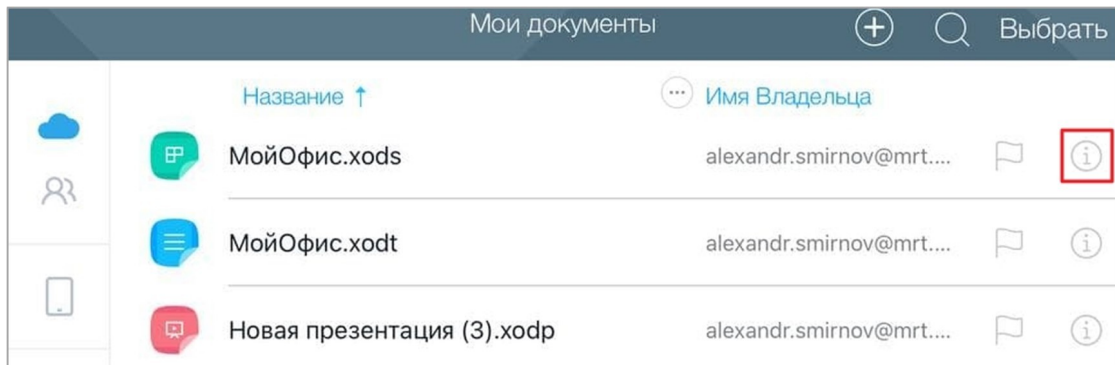 Мои документы Выбрать
Название ↑ Имя Владельца
МойОфис.xods alexandr.smirnov@mrt....
МойОфис.xodt alexandr.smirnov@mrt....
Новая презентация (3).xodp alexandr.smirnov@mrt....